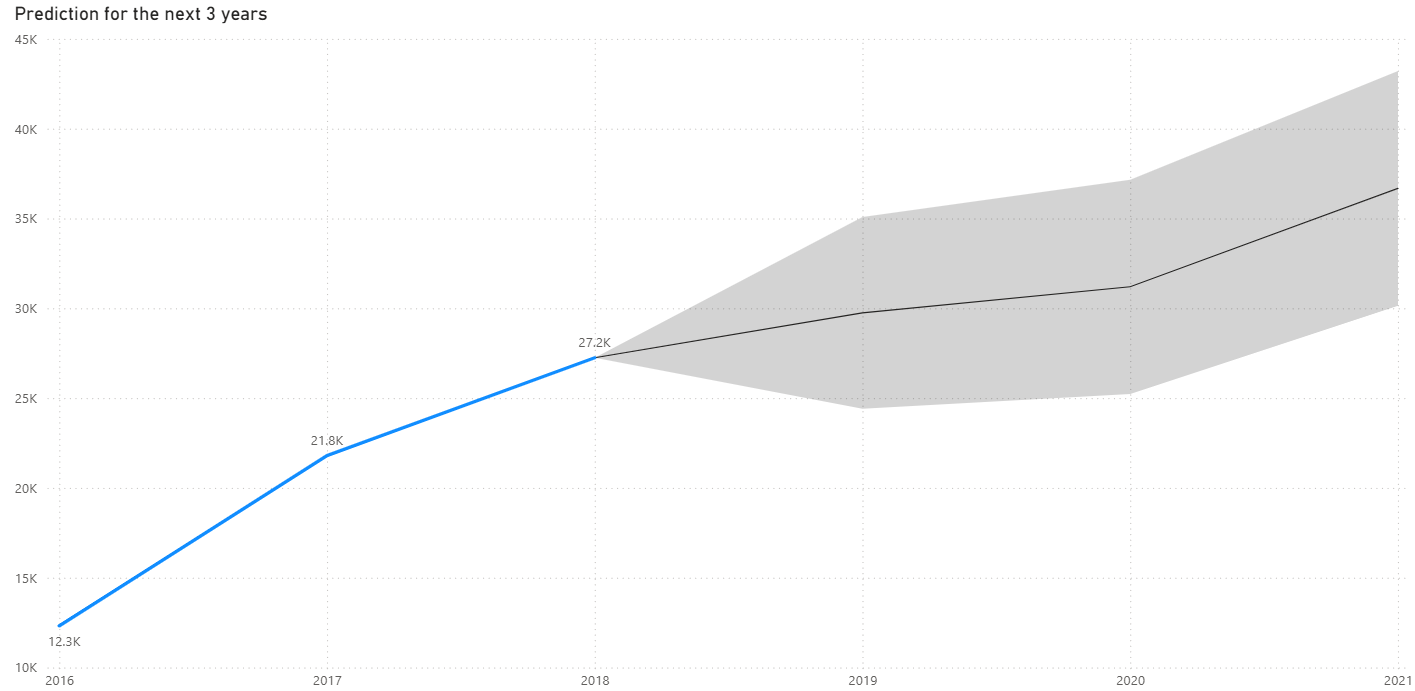 Prediction for the next 3 years
45K
40K
35K
30K
27.2K
25K
21.8K
20K
15K
12.3K
10K
2016 2017 2018 2019 2020 2021